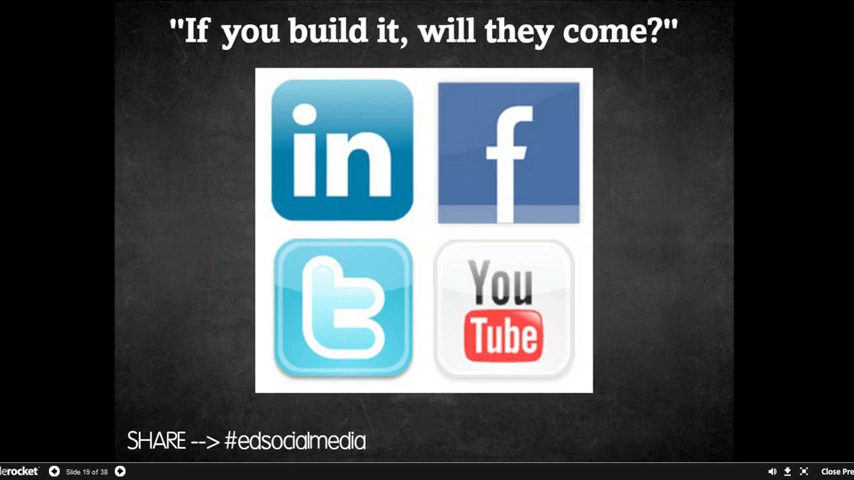 "If you build it, will they come?"
in f
t You
Tube
SHARE --> #edsocialmedia
Slide 19 of 38